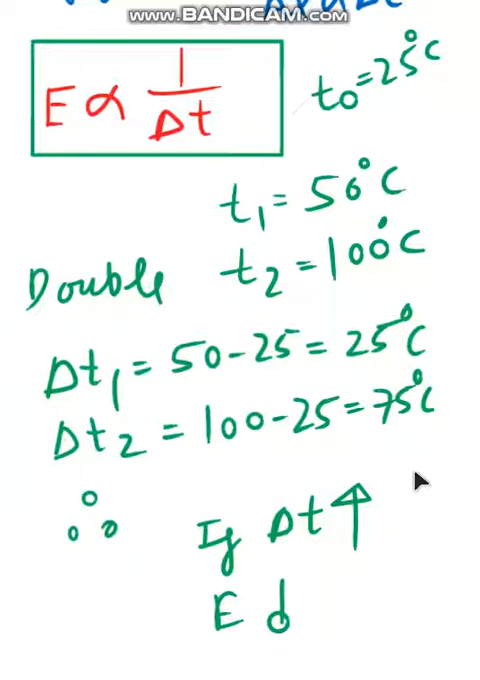 www.BANDICAM.com
E ∝ 1/Δt
t₀ = 25°C
t₁ = 50°C
Double t₂ = 100°C
Δt₁ = 50 - 25 = 25°C
Δt₂ = 100 - 25 = 75°C
∴ If Δt ↑
E ↓